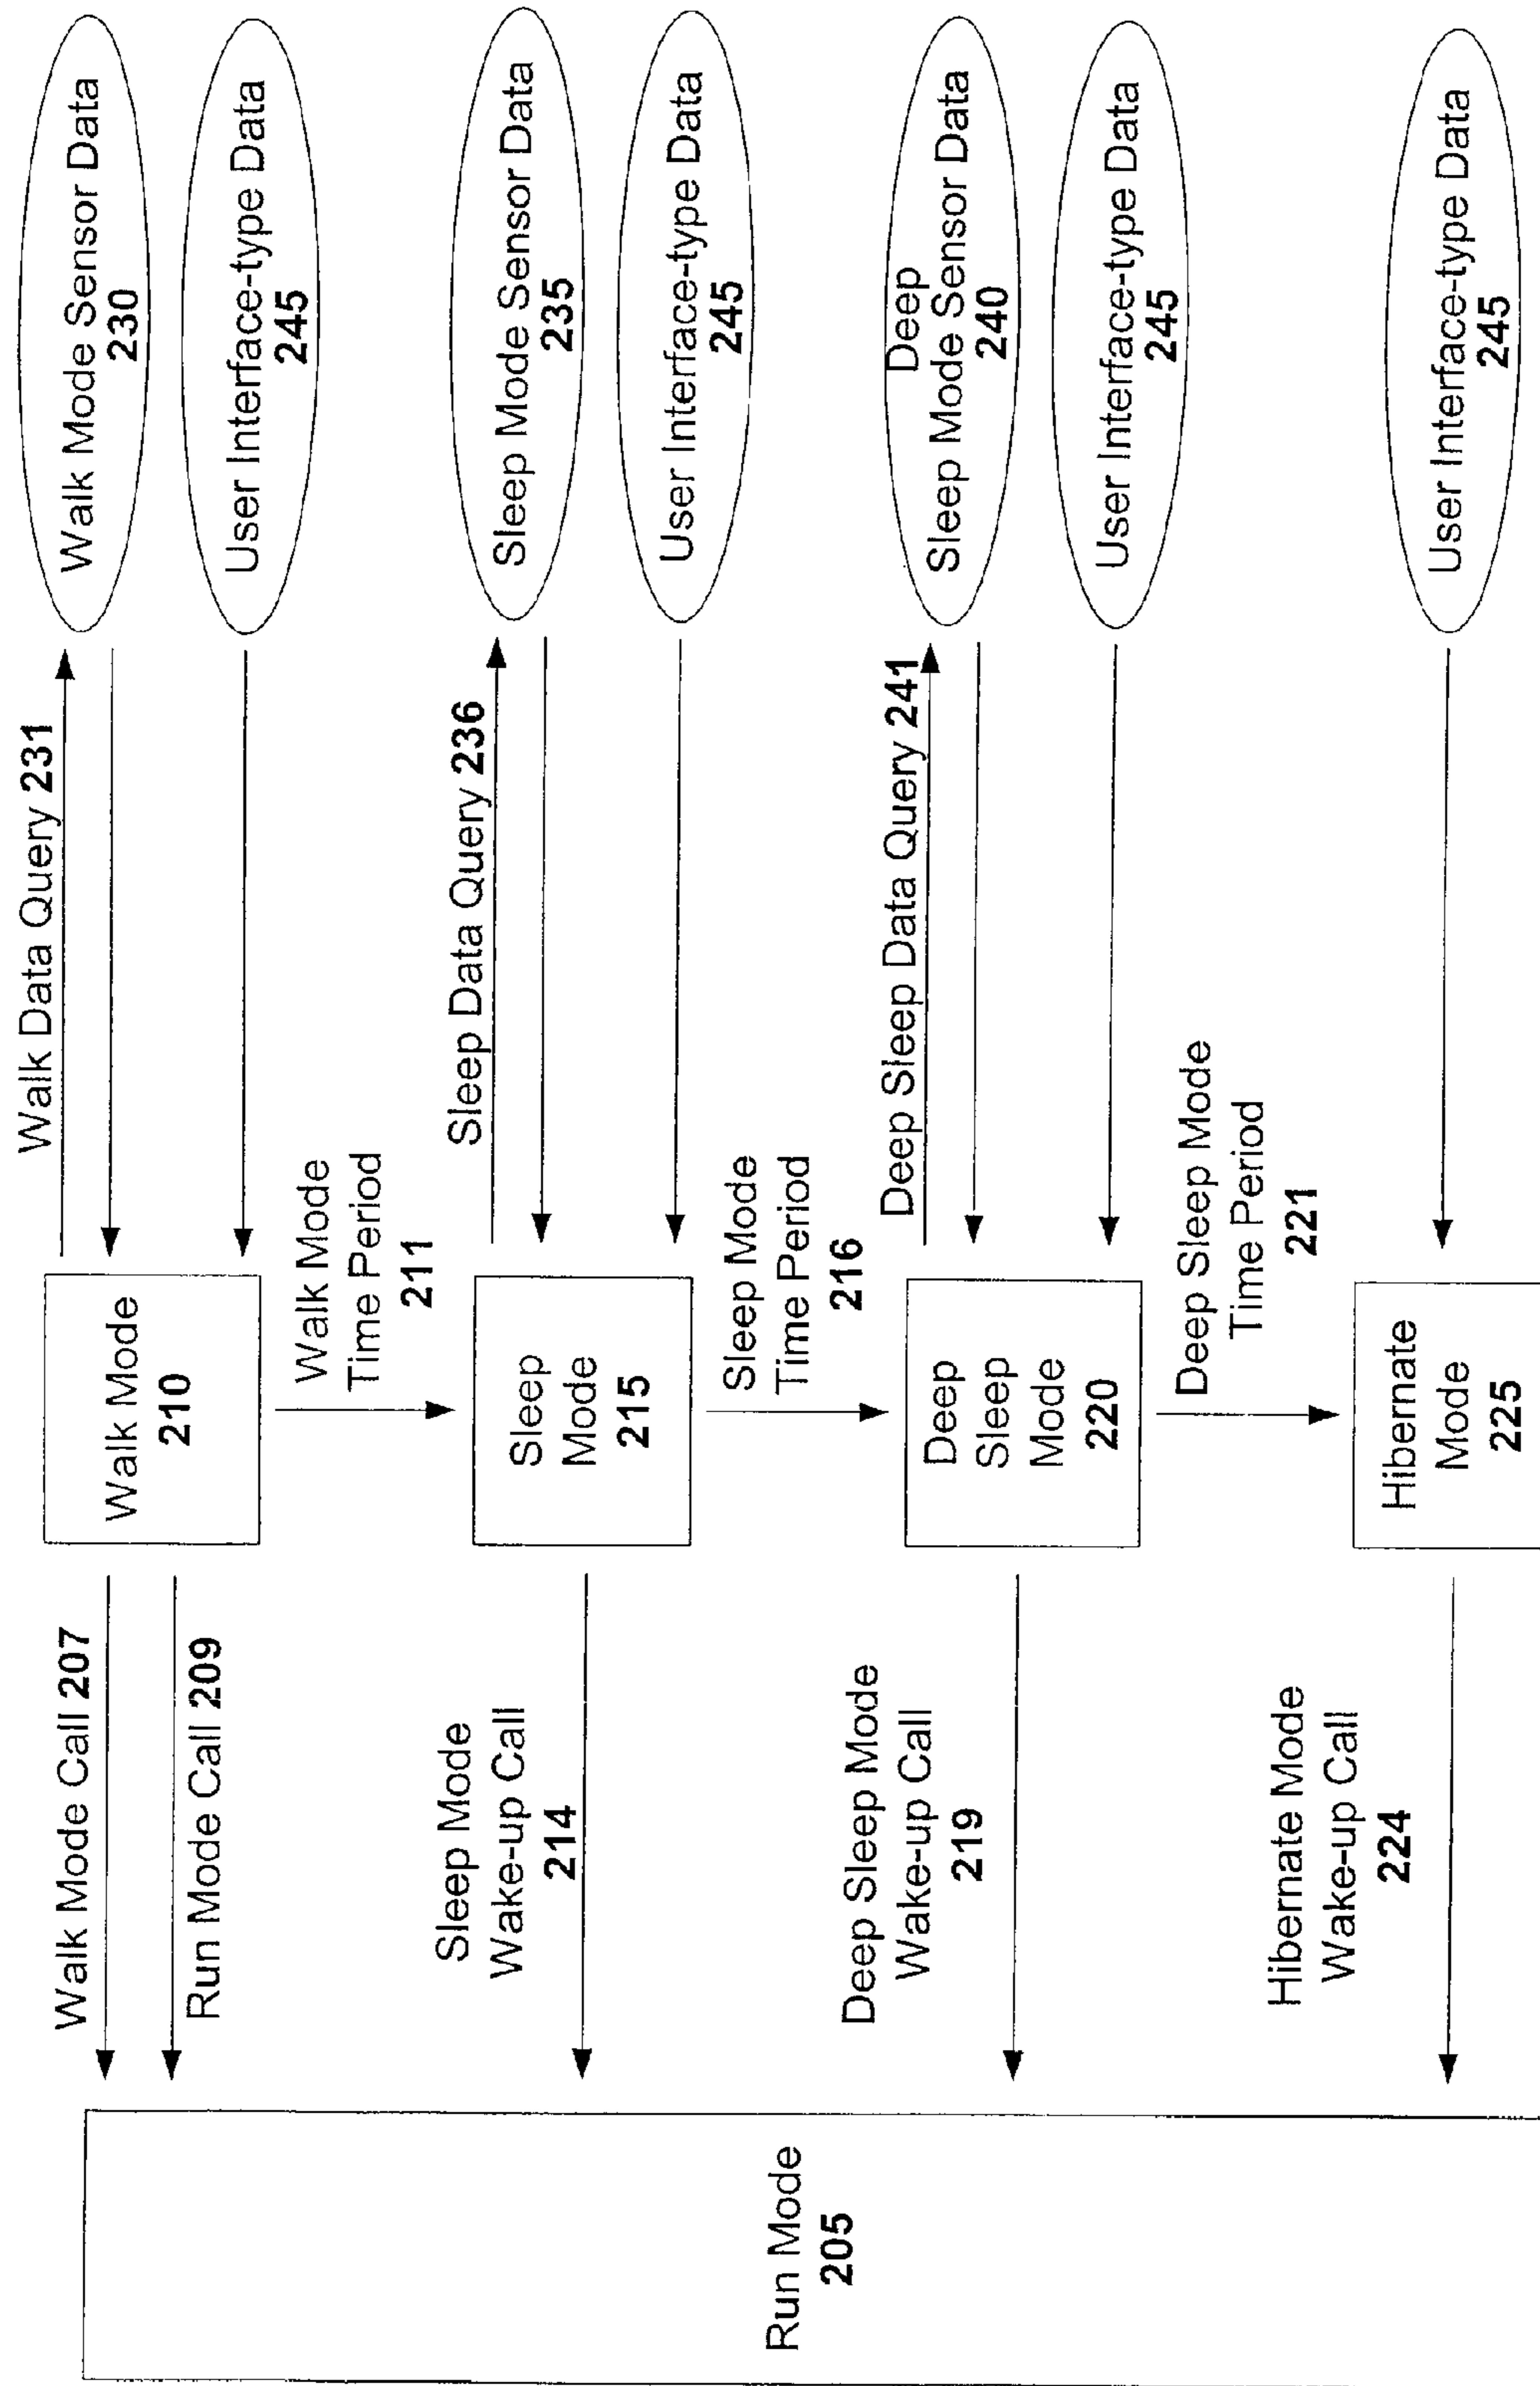 Run Mode
205
Walk Mode Call 207
Run Mode Call 209
Walk Mode
210
Walk Data Query 231
Walk Mode Sensor Data
230
User Interface-type Data
245
Walk Mode
Time Period
211
Sleep Mode
Wake-up Call
214
Sleep
Mode
215
Sleep Data Query 236
Sleep Mode Sensor Data
235
User Interface-type Data
245
Sleep Mode
Time Period
216
Deep Sleep Mode
Wake-up Call
219
Deep
Sleep
Mode
220
Deep Sleep Data Query 241
Deep
Sleep Mode Sensor Data
240
User Interface-type Data
245
Deep Sleep Mode
Time Period
221
Hibernate Mode
Wake-up Call
224
Hibernate
Mode
225
User Interface-type Data
245